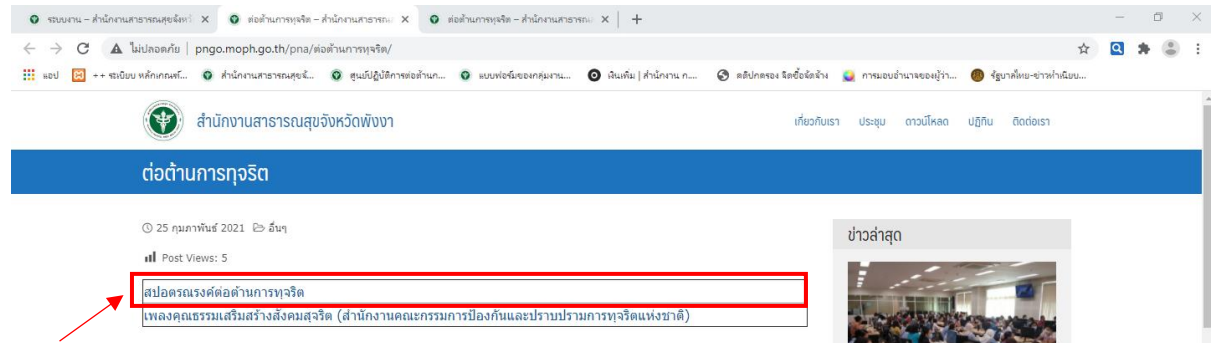 ระบบงาน – สำนักงานสาธารณสุขจังหวั
ต่อต้านการทุจริต – สำนักงานสาธารณ
ต่อต้านการทุจริต – สำนักงานสาธารณ
ไม่ปลอดภัย | pngo.moph.go.th/pna/ต่อต้านการทุจริต/
แอป
++ ระเบียบ หลักเกณฑ์...
สำนักงานสาธารณสุขจั...
ศูนย์ปฏิบัติการต่อต้านก...
แบบฟอร์มของกลุ่มงาน...
เงินเพิ่ม | สำนักงาน ก....
คดีปกครอง จัดซื้อจัดจ้าง
การมอบอำนาจของผู้ว่า...
รัฐบาลไทย-ข่าวทำเนียบ...
สำนักงานสาธารณสุขจังหวัดพังงา
เกี่ยวกับเรา ประชุม ดาวน์โหลด ปฏิทิน ติดต่อเรา
ต่อต้านการทุจริต
25 กุมภาพันธ์ 2021 อื่นๆ
ข่าวล่าสุด
Post Views: 5
สปอตรณรงค์ต่อต้านการทุจริต
เพลงคุณธรรมเสริมสร้างสังคมสุจริต (สำนักงานคณะกรรมการป้องกันและปราบปรามการทุจริตแห่งชาติ)